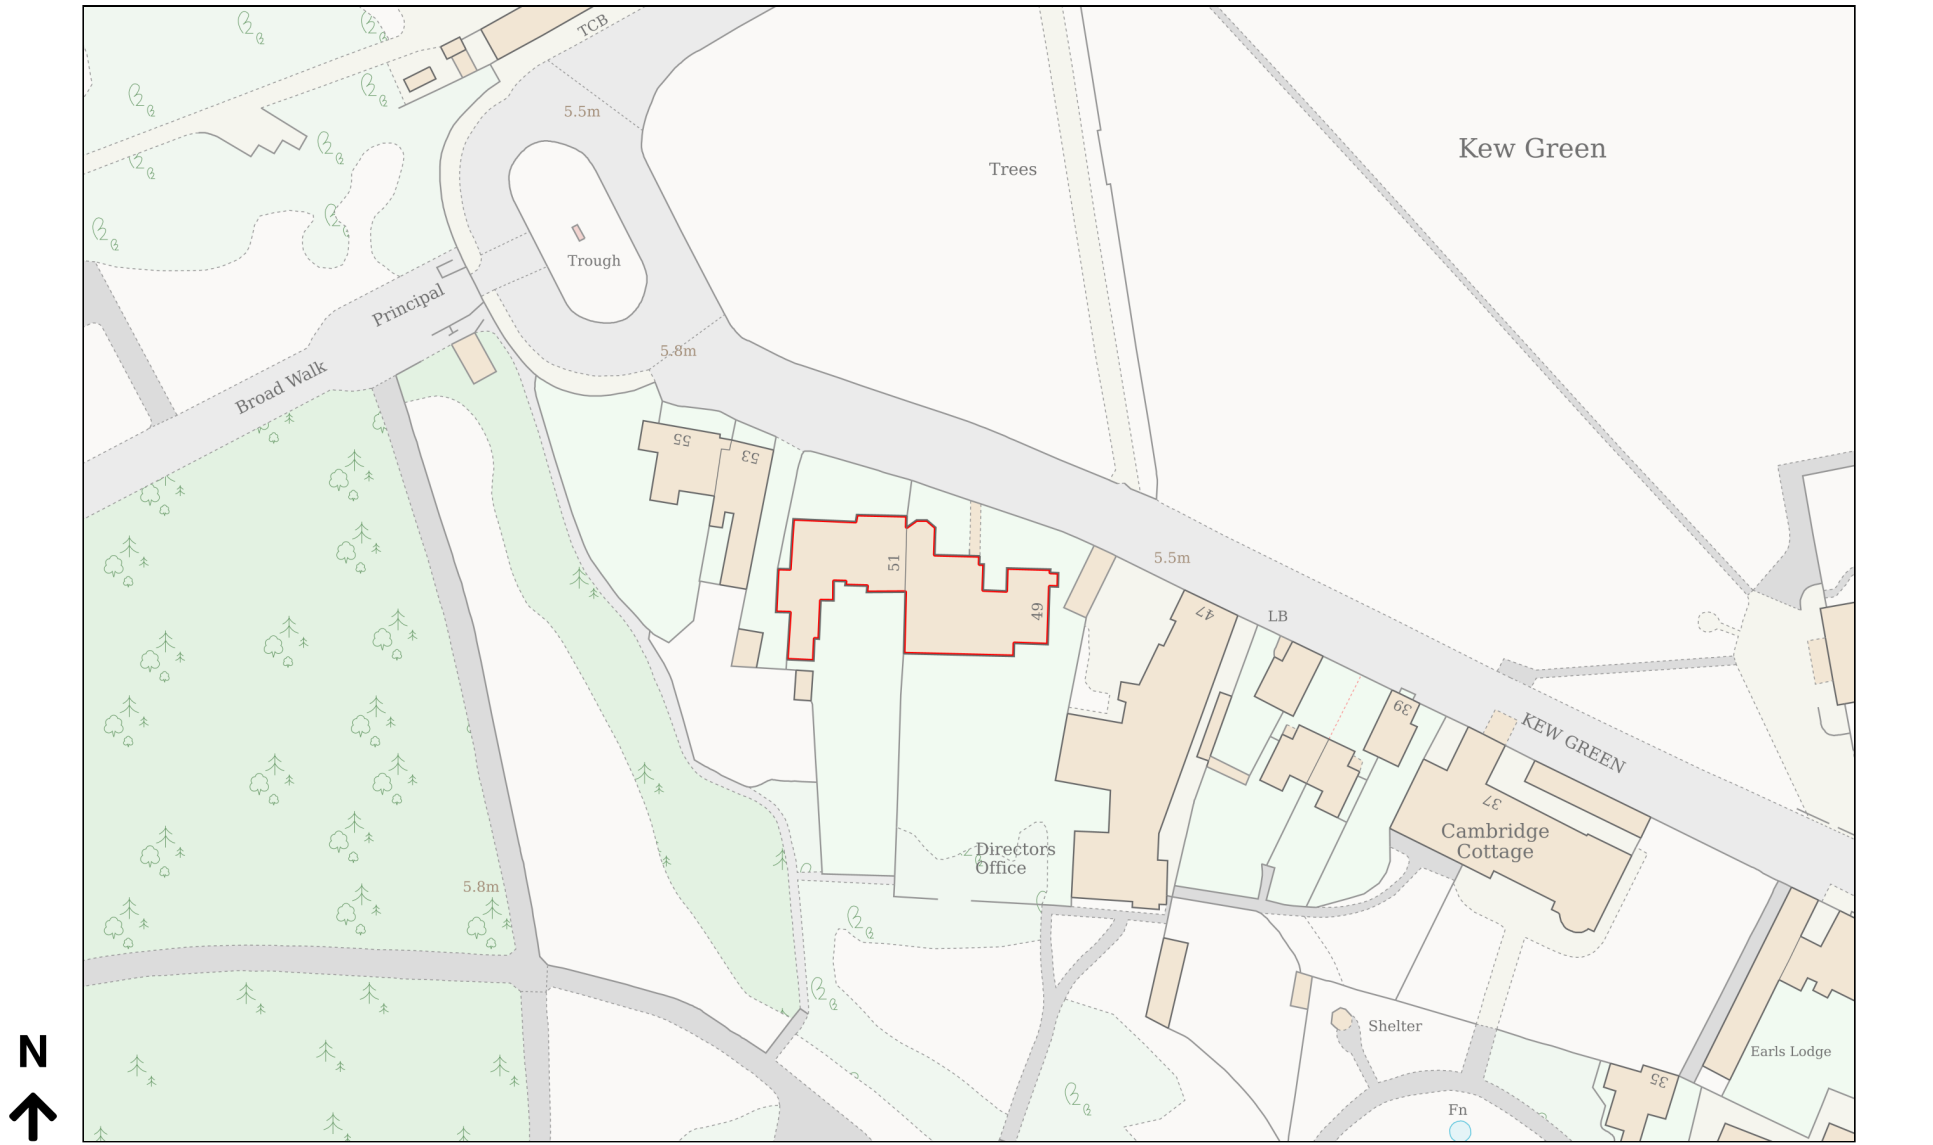 TCB
5.5m
Kew Green
Trees
Trough
Principal
5.8m
Broad Walk
55
53
51
5.5m
49
47
LB
39
KEW GREEN
37
Cambridge
Cottage
Directors
Office
5.8m
Shelter
N
Earls Lodge
35
Fn